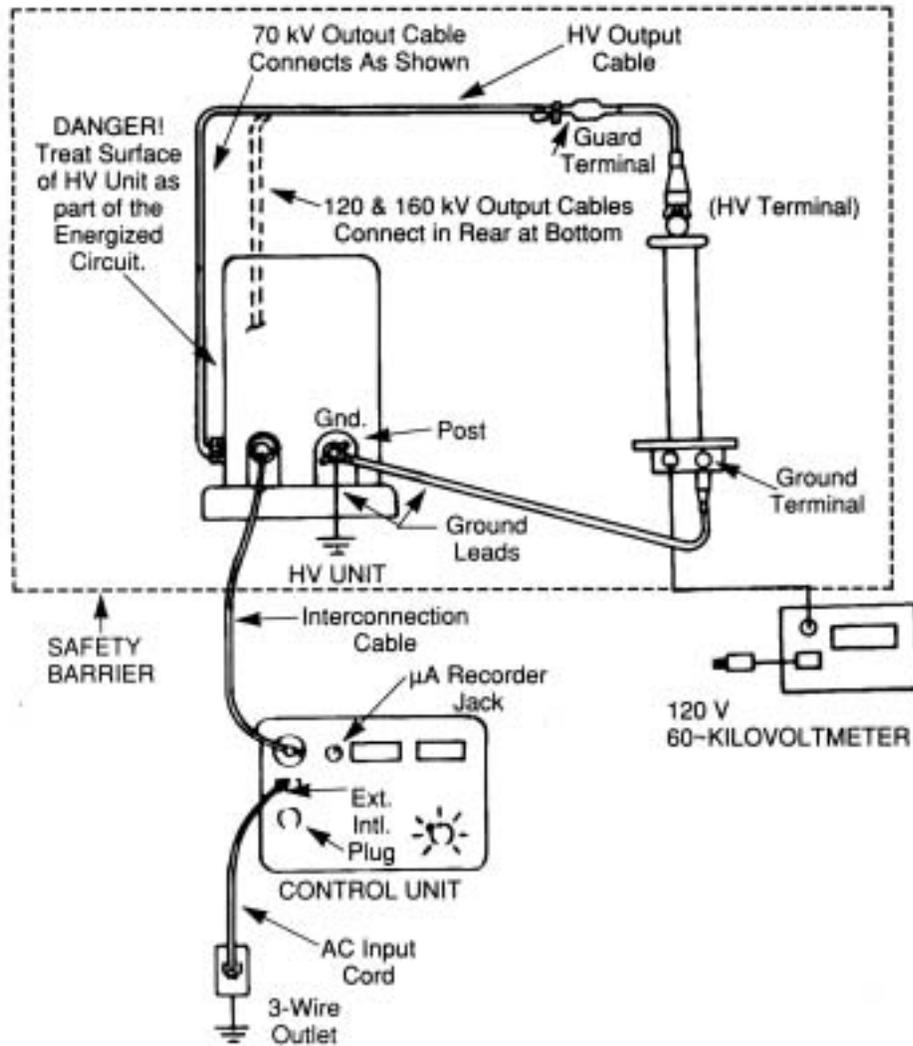 70 kV Outout Cable
Connects As Shown
HV Output
Cable
DANGER!
Treat Surface
of HV Unit as
part of the
Energized
Circuit.
Guard
Terminal
120 & 160 kV Output Cables
Connect in Rear at Bottom
(HV Terminal)
Gnd.
Post
Ground
Terminal
Ground
Leads
HV UNIT
SAFETY
BARRIER
Interconnection
Cable
µA Recorder
Jack
120 V
60~KILOVOLTMETER
Ext.
Intl.
Plug
CONTROL UNIT
AC Input
Cord
3-Wire
Outlet